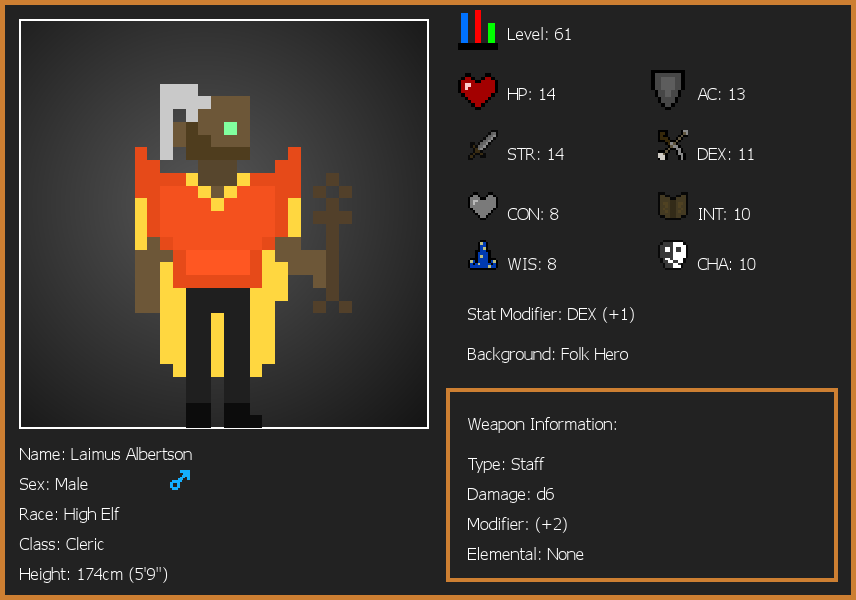 Level: 61
HP: 14
AC: 13
STR: 14
DEX: 11
CON: 8
INT: 10
WIS: 8
CHA: 10
Stat Modifier: DEX (+1)
Background: Folk Hero
Weapon Information:
Type: Staff
Damage: d6
Modifier: (+2)
Elemental: None
Name: Laimus Albertson
Sex: Male
Race: High Elf
Class: Cleric
Height: 174cm (5'9")